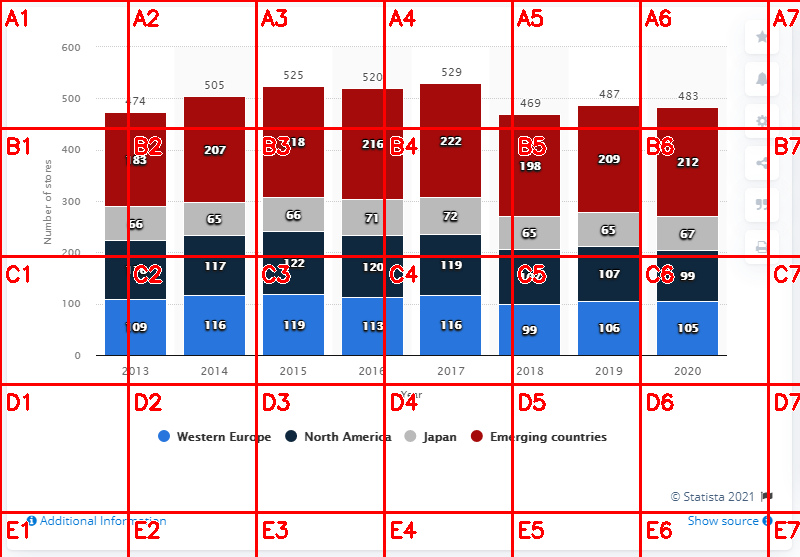 A1 A2 A3 A4 A5 A6 A7
600
529
525 520
505
487 483
474 469
500
B1 B2 B3 B4 B5 B6 B7
400
183 207 218 216 222 198 209 212
Number of stores
300
66 65 66 71 72 65 65 67
200
C1 C2 C3 C4 C5 C6 C7
117 122 120 119 107 99
100
109 116 119 113 116 99 106 105
0
2013 2014 2015 2016 2017 2018 2019 2020
Year
D1 D2 D3 D4 D5 D6 D7
Western Europe North America Japan Emerging countries
© Statista 2021
Additional Information Show source
E1 E2 E3 E4 E5 E6 E7